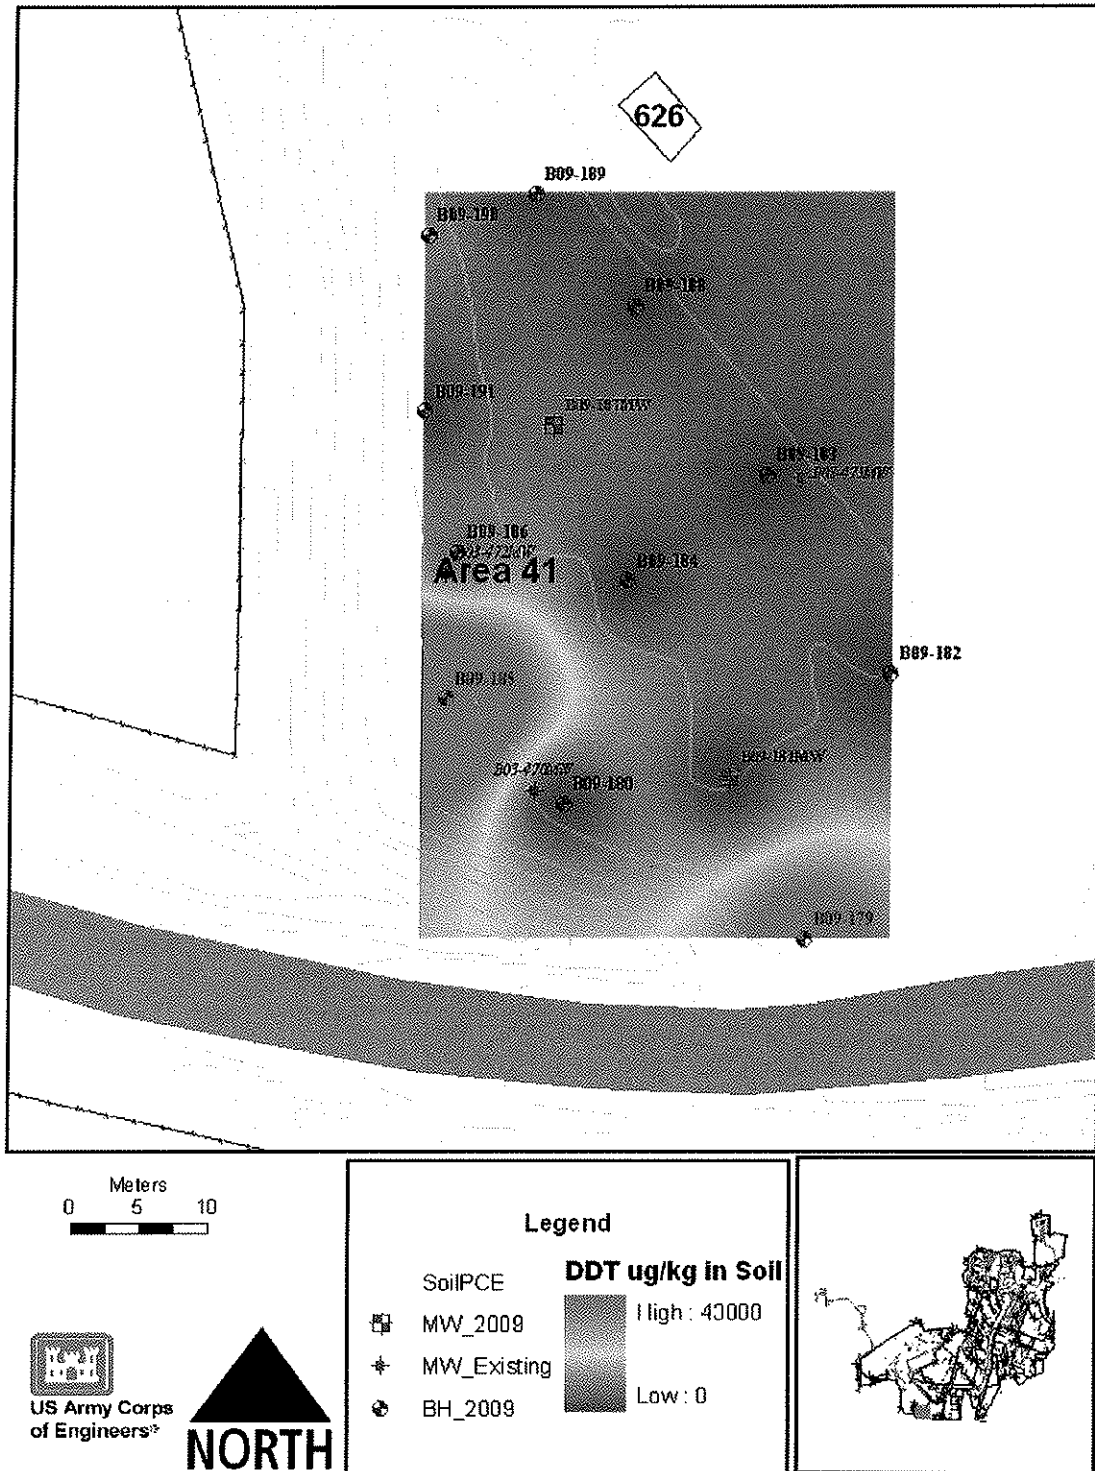 626
B09-189
B09-190
B09-188
B09-191
B09-187MW
B09-183
B09-186
Area 41
B09-184
B09-182
B09-185
B09-181MW
B09-180
B09-179
Meters
0 5 10
US Army Corps
of Engineers®
NORTH
Legend
SoilPCE
MW_2009
MW_Existing
BH_2009
DDT ug/kg in Soil
High : 40000
Low : 0